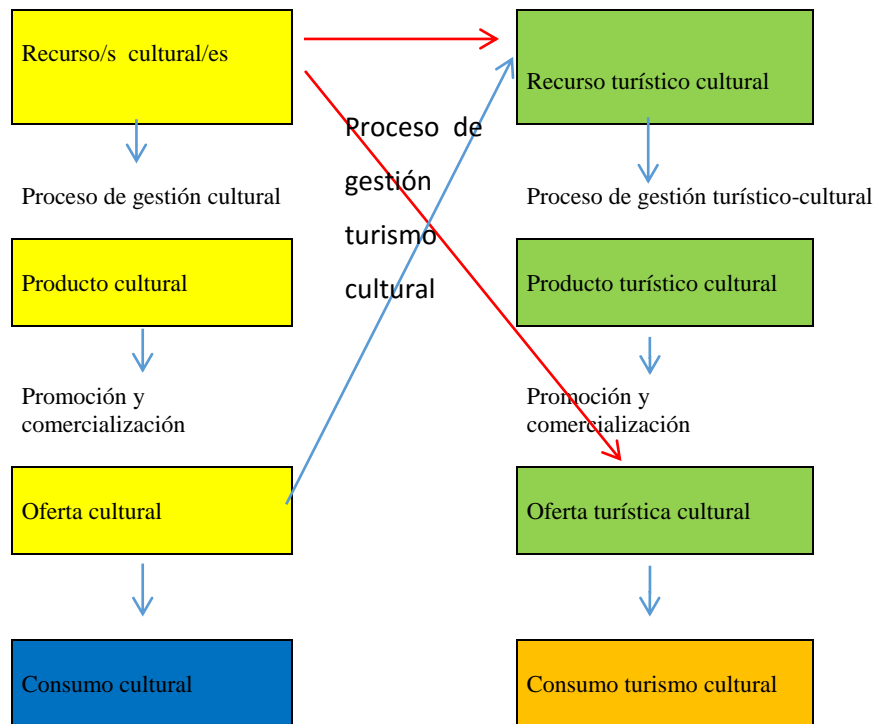 Recurso/s cultural/es
Proceso de gestión cultural
Producto cultural
Promoción y
comercialización
Oferta cultural
Consumo cultural
Proceso de
gestión
turismo
cultural
Recurso turístico cultural
Proceso de gestión turístico-cultural
Producto turístico cultural
Promoción y
comercialización
Oferta turística cultural
Consumo turismo cultural